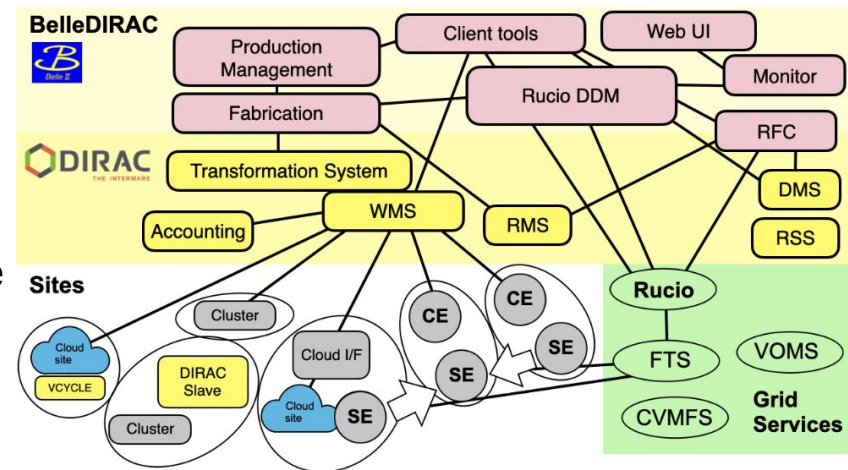 BelleDIRAC
Belle II
Production
Management
Client tools
Web UI
Monitor
Fabrication
Rucio DDM
RFC
DIRAC
THE INTERWARE
Transformation System
DMS
WMS
RMS
Accounting
RSS
e
Sites
Rucio
Cluster
CE
CE
Cloud
site
VCYCLE
DIRAC
Slave
Cloud I/F
SE
SE
FTS
VOMS
Cloud
site
SE
Cluster
CVMFS
Grid
Services